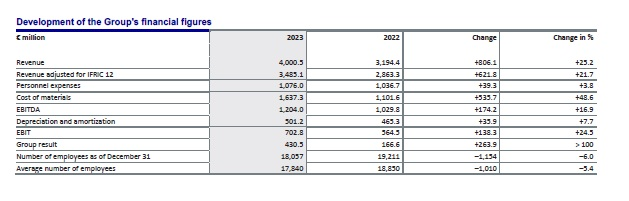 Development of the Group's financial figures
€ million 2023 2022 Change Change in %
Revenue 4,000.5 3,194.4 +806.1 +25.2
Revenue adjusted for IFRIC 12 3,485.1 2,863.3 +621.8 +21.7
Personnel expenses 1,076.0 1,036.7 +39.3 +3.8
Cost of materials 1,637.3 1,101.6 +535.7 +48.6
EBITDA 1,204.0 1,029.8 +174.2 +16.9
Depreciation and amortization 501.2 465.3 +35.9 +7.7
EBIT 702.8 564.5 +138.3 +24.5
Group result 430.5 166.6 +263.9 > 100
Number of employees as of December 31 18,057 19,211 −1,154 −6.0
Average number of employees 17,840 18,850 −1,010 −5.4